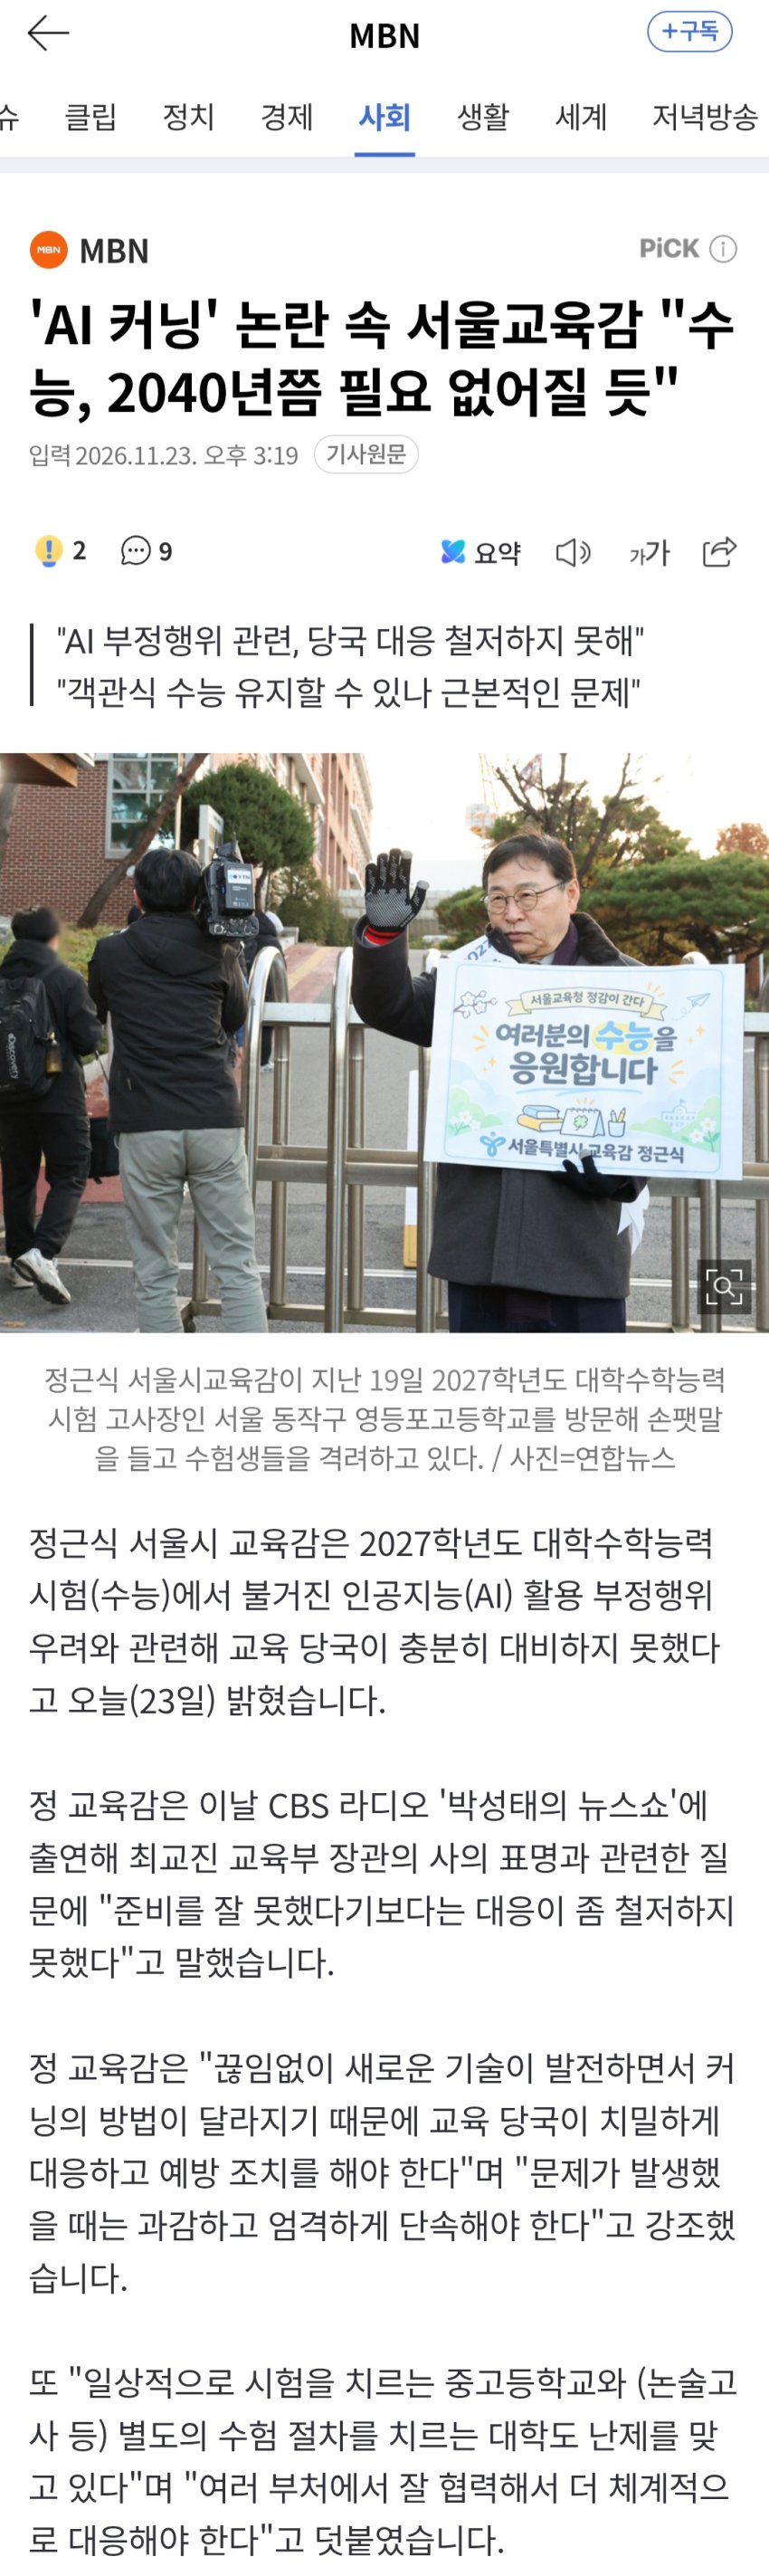 MBN
+구독
슈 클립 정치 경제 사회 생활 세계 저녁방송
MBN MBN
PiCK
'AI 커닝' 논란 속 서울교육감 "수
능, 2040년쯤 필요 없어질 듯"
입력 2026.11.23. 오후 3:19 기사원문
2 9 요약 가가
"AI 부정행위 관련, 당국 대응 철저하지 못해"
"객관식 수능 유지할 수 있나 근본적인 문제"
Discovery
서울교육청 정감이 간다
여러분의 수능을
응원합니다
서울특별시교육감 정근식
정근식 서울시교육감이 지난 19일 2027학년도 대학수학능력
시험 고사장인 서울 동작구 영등포고등학교를 방문해 손팻말
을 들고 수험생들을 격려하고 있다. / 사진=연합뉴스
정근식 서울시 교육감은 2027학년도 대학수학능력
시험(수능)에서 불거진 인공지능(AI) 활용 부정행위
우려와 관련해 교육 당국이 충분히 대비하지 못했다
고 오늘(23일) 밝혔습니다.
정 교육감은 이날 CBS 라디오 '박성태의 뉴스쇼'에
출연해 최교진 교육부 장관의 사의 표명과 관련한 질
문에 "준비를 잘 못했다기보다는 대응이 좀 철저하지
못했다"고 말했습니다.
정 교육감은 "끊임없이 새로운 기술이 발전하면서 커
닝의 방법이 달라지기 때문에 교육 당국이 치밀하게
대응하고 예방 조치를 해야 한다"며 "문제가 발생했
을 때는 과감하고 엄격하게 단속해야 한다"고 강조했
습니다.
또 "일상적으로 시험을 치르는 중고등학교와 (논술고
사 등) 별도의 수험 절차를 치르는 대학도 난제를 맞
고 있다"며 "여러 부처에서 잘 협력해서 더 체계적으
로 대응해야 한다"고 덧붙였습니다.